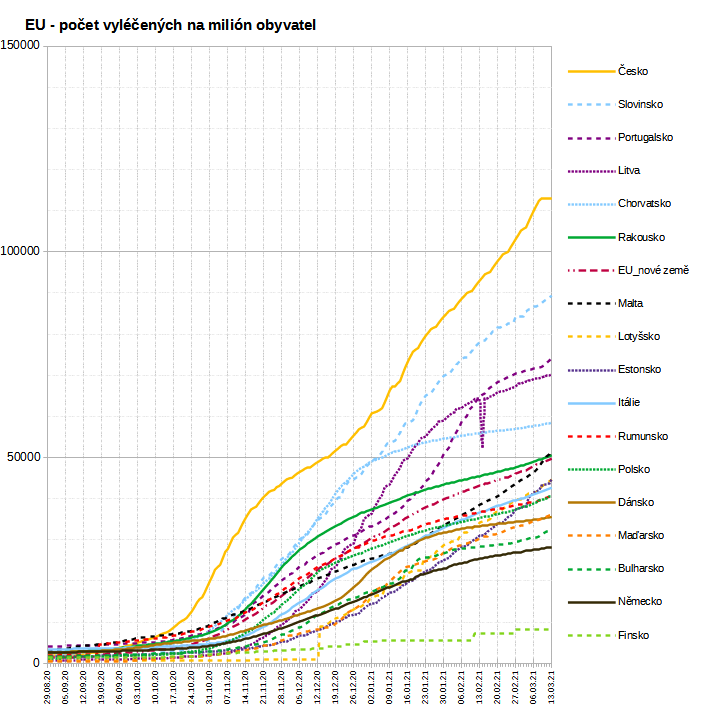 EU - počet vyléčených na milión obyvatel
150000
100000
50000
0
Česko
Slovinsko
Portugalsko
Litva
Chorvatsko
Rakousko
EU_nové země
Malta
Lotyšsko
Estonsko
Itálie
Rumunsko
Polsko
Dánsko
Maďarsko
Bulharsko
Německo
Finsko
29.08.20
05.09.20
12.09.20
19.09.20
26.09.20
03.10.20
10.10.20
17.10.20
24.10.20
31.10.20
07.11.20
14.11.20
21.11.20
28.11.20
05.12.20
12.12.20
19.12.20
26.12.20
02.01.21
09.01.21
16.01.21
23.01.21
30.01.21
06.02.21
13.02.21
20.02.21
27.02.21
06.03.21
13.03.21